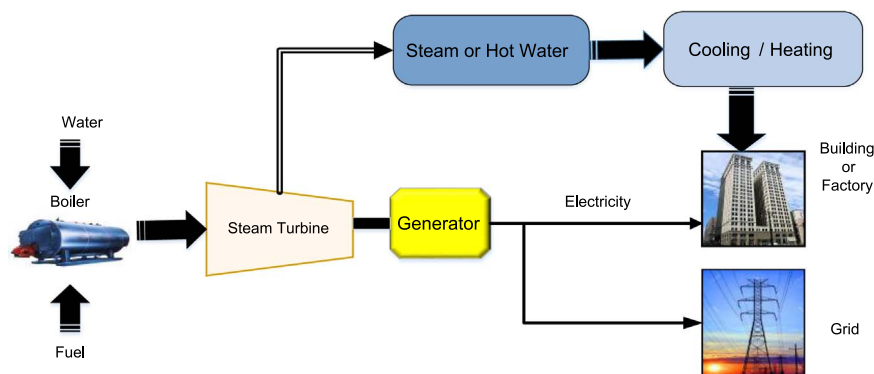 Steam or Hot Water
Cooling / Heating
Water
Boiler
Steam Turbine
Generator
Electricity
Building
or
Factory
Fuel
Grid